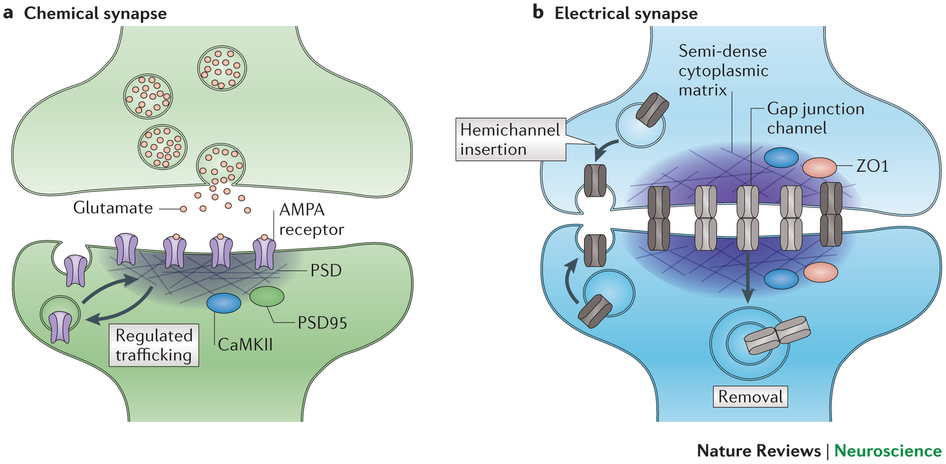 a Chemical synapse
Glutamate
AMPA
receptor
PSD
PSD95
CaMKII
Regulated
trafficking
b Electrical synapse
Semi-dense
cytoplasmic
matrix
Gap junction
channel
Hemichannel
insertion
ZO1
Removal
Nature Reviews | Neuroscience